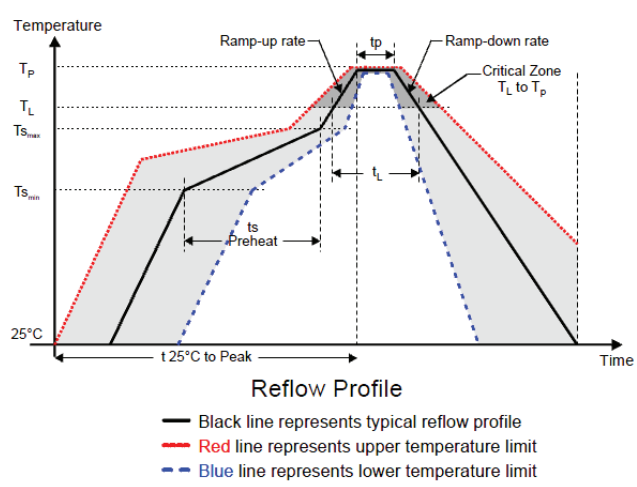 Temperature
tp
Ramp-up rate
Ramp-down rate
TP
Critical Zone
TL to TP
TL
Tsmax
tL
Tsmin
ts
Preheat
25°C
t 25°C to Peak
Time
Reflow Profile
Black line represents typical reflow profile
Red line represents upper temperature limit
Blue line represents lower temperature limit